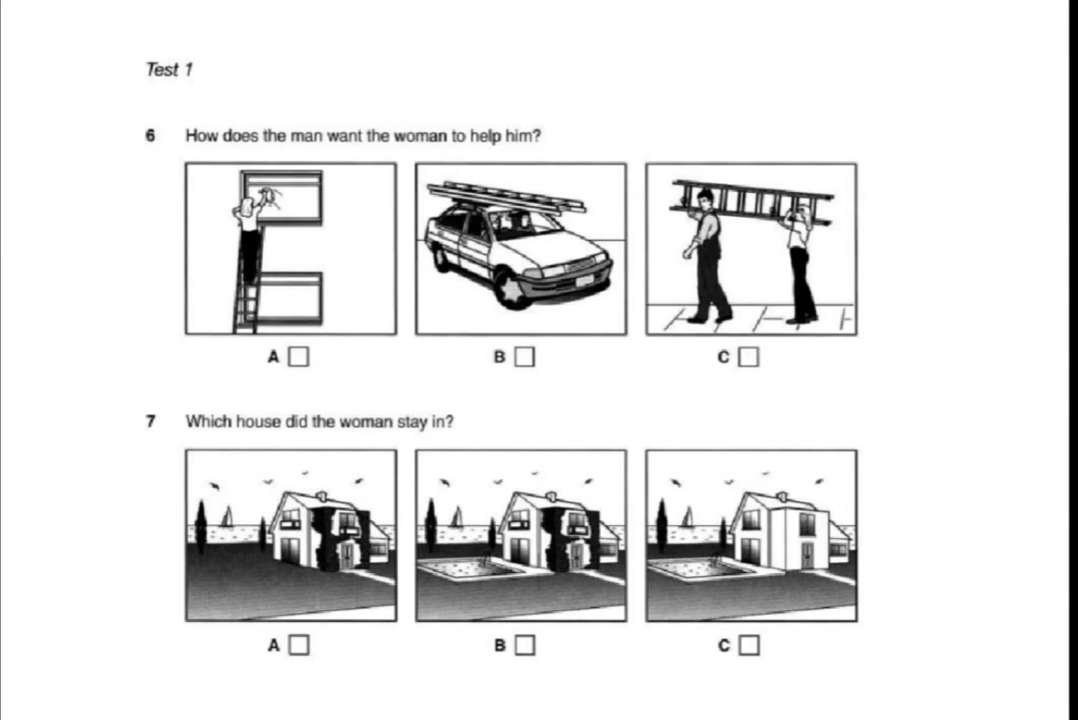 Test 1
6 How does the man want the woman to help him?
A B C
7 Which house did the woman stay in?
A B C